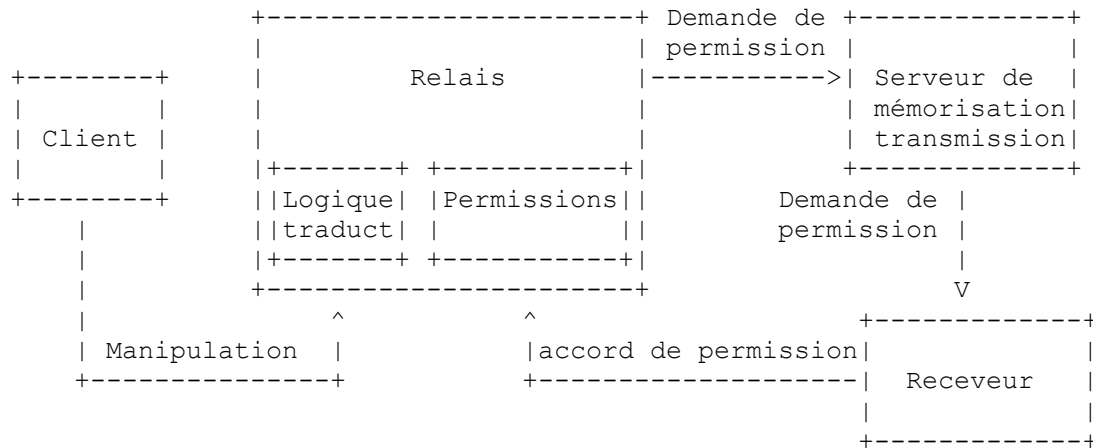 Demande de
permission
Relais
Serveur de
mémorisation
transmission
Client
Logique
traduct
Permissions
Demande de
permission
Manipulation
accord de permission
Receveur